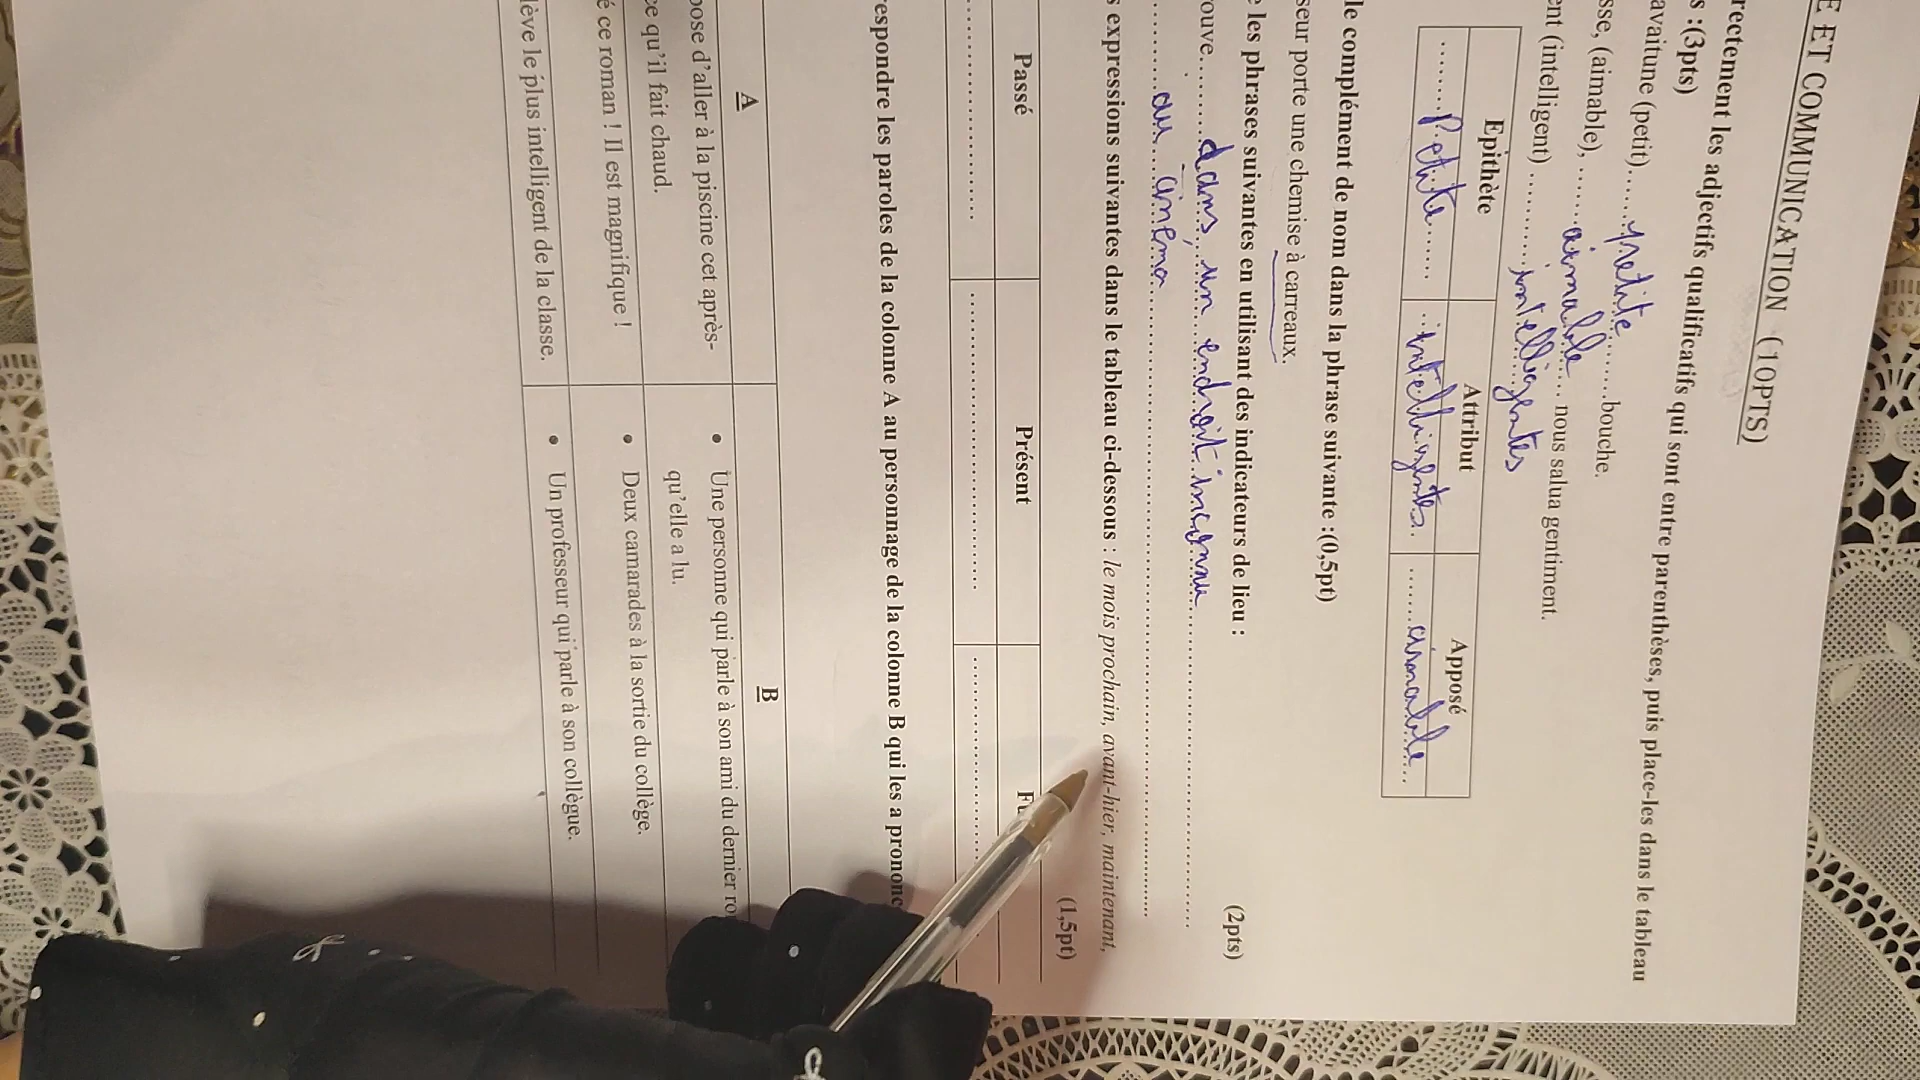 E ET COMMUNICATION (10PTS)
rectement les adjectifs qualificatifs qui sont entre parenthèses, puis place-les dans le tableau
s :(3pts)
avaitune (petit)......petite.........bouche.
sse, (aimable), .......aimable... nous salua gentiment.
ent (intelligent) ............intelligentes
Epithète Attribut Apposé
........Petite....... ..intelligentes. ......aimable...
le complément de nom dans la phrase suivante :(0,5pt)
seur porte une chemise à carreaux.
e les phrases suivantes en utilisant des indicateurs de lieu : (2pts)
ouve..........dans un endroit inconnu.......................................
............au cinema.......................................................................
s expressions suivantes dans le tableau ci-dessous : le mois prochain, avant-hier, maintenant,
(1,5pt)
Passé Présent Fu
.................................. .......................................... ............................
respondre les paroles de la colonne A au personnage de la colonne B qui les a prononc
A B
pose d'aller à la piscine cet après- • Une personne qui parle à son ami du dernier ro
ce qu'il fait chaud. qu'elle a lu.
é ce roman ! Il est magnifique ! • Deux camarades à la sortie du collège.
lève le plus intelligent de la classe. • Un professeur qui parle à son collègue.